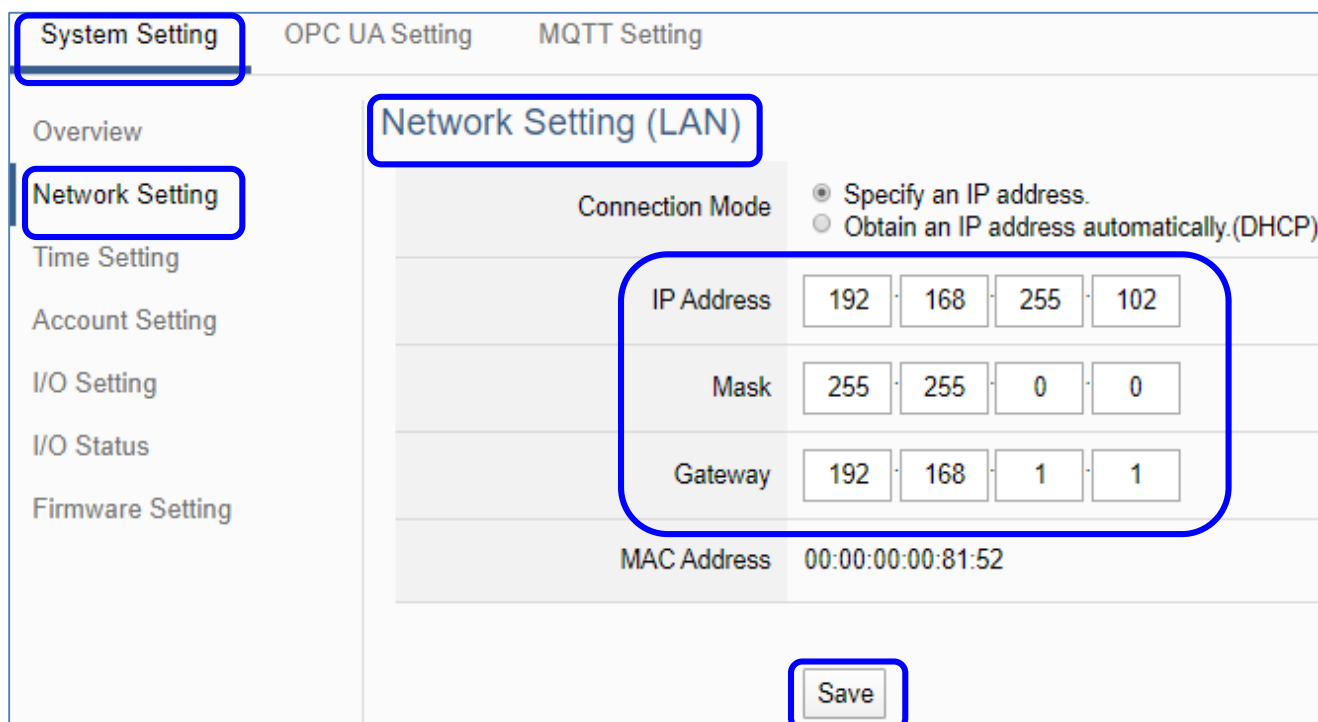 System Setting OPC UA Setting MQTT Setting
Overview
Network Setting
Time Setting
Account Setting
I/O Setting
I/O Status
Firmware Setting
Network Setting (LAN)
Connection Mode Specify an IP address.
Obtain an IP address automatically.(DHCP)
IP Address 192 . 168 . 255 . 102
Mask 255 . 255 . 0 . 0
Gateway 192 . 168 . 1 . 1
MAC Address 00:00:00:00:81:52
Save